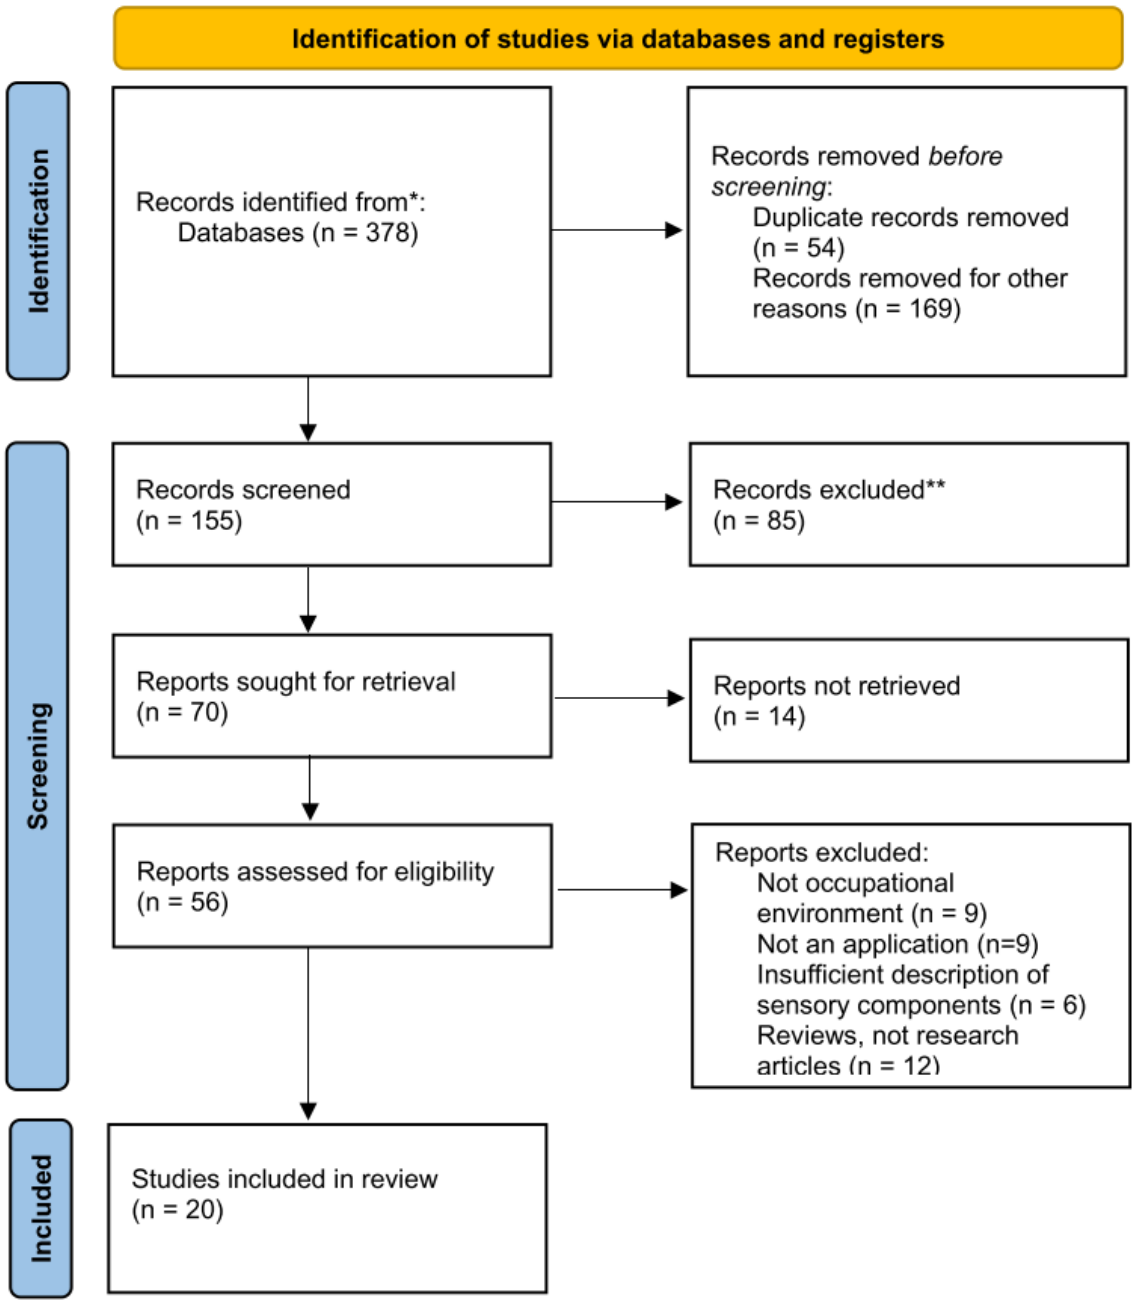 Identification of studies via databases and registers
Identification
Records identified from*:
Databases (n = 378)
Records removed before
screening:
Duplicate records removed
(n = 54)
Records removed for other
reasons (n = 169)
Screening
Records screened
(n = 155)
Records excluded**
(n = 85)
Reports sought for retrieval
(n = 70)
Reports not retrieved
(n = 14)
Reports assessed for eligibility
(n = 56)
Reports excluded:
Not occupational
environment (n = 9)
Not an application (n=9)
Insufficient description of
sensory components (n = 6)
Reviews, not research
articles (n = 12)
Included
Studies included in review
(n = 20)